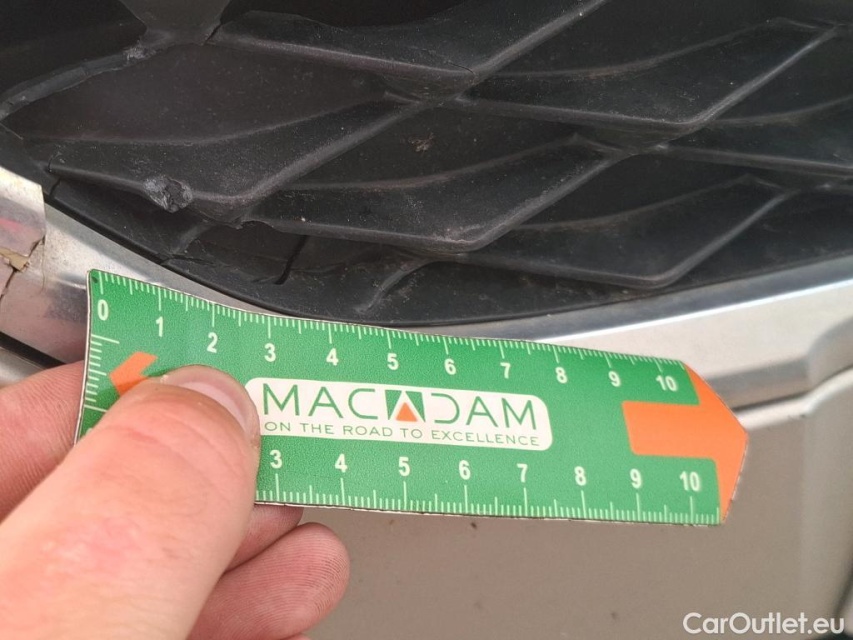 0 1 2 3 4 5 6 7 8 9 10
MACADAM
ON THE ROAD TO EXCELLENCE
3 4 5 6 7 8 9 10
CarOutlet.eu